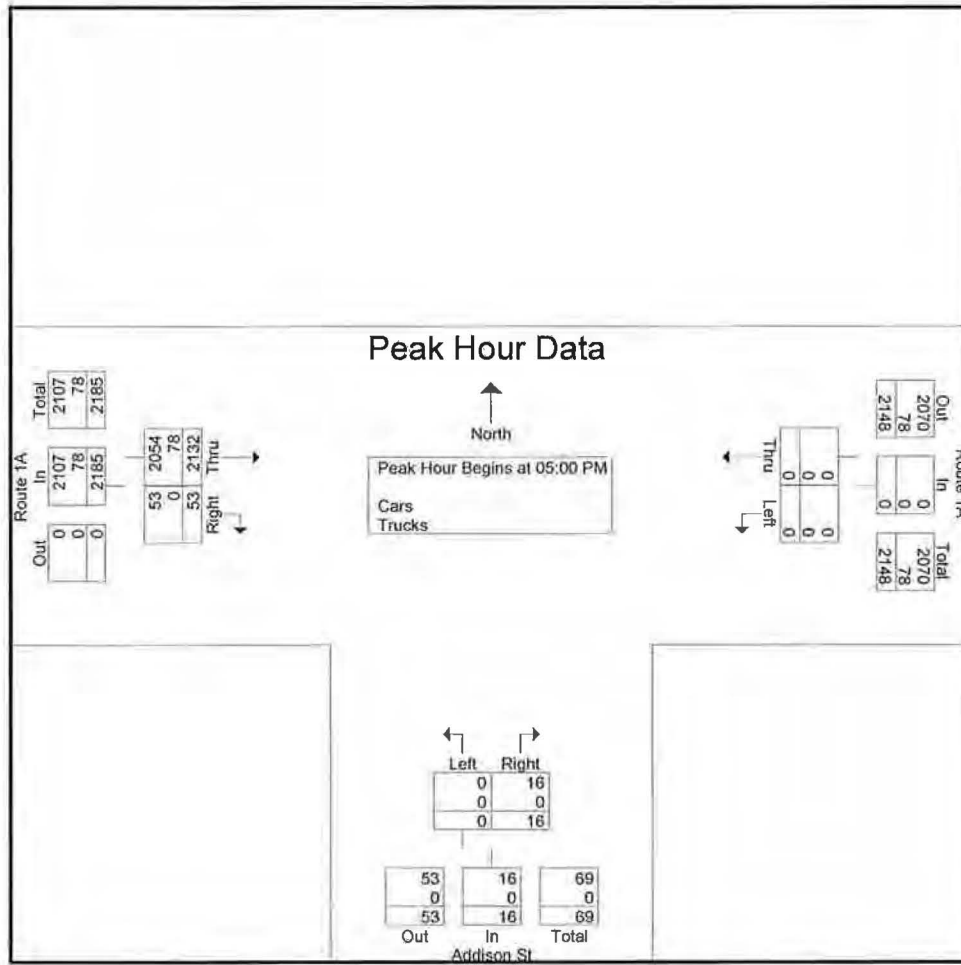 Peak Hour Data
North
Peak Hour Begins at 05:00 PM
Cars
Trucks
Route 1A
Total
2107
78
2185
In
2107
78
2185
Out
0
0
0
2054
78
2132
Thru
53
0
53
Right
Thru
0
0
0
Left
0
0
0
Route 1A
Out
2070
78
2148
In
0
0
0
Total
2070
78
2148
Left Right
0 16
0 0
0 16
53 16 69
0 0 0
53 16 69
Out In Total
Addison St